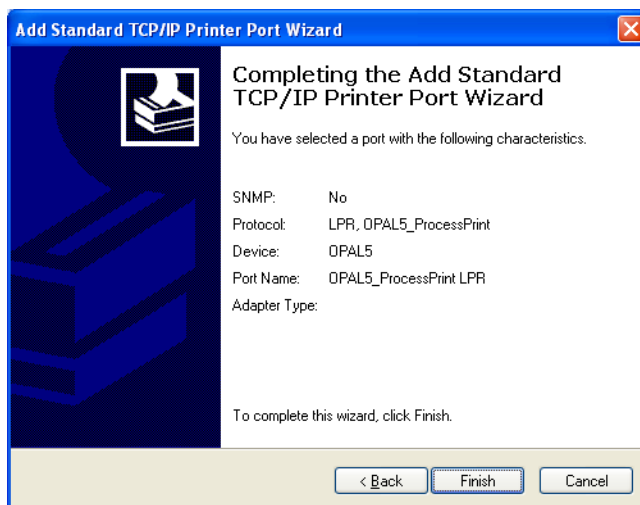 Add Standard TCP/IP Printer Port Wizard
Completing the Add Standard
TCP/IP Printer Port Wizard
You have selected a port with the following characteristics.
SNMP: No
Protocol: LPR, OPAL5_ProcessPrint
Device: OPAL5
Port Name: OPAL5_ProcessPrint LPR
Adapter Type:
To complete this wizard, click Finish.
< Back Finish Cancel